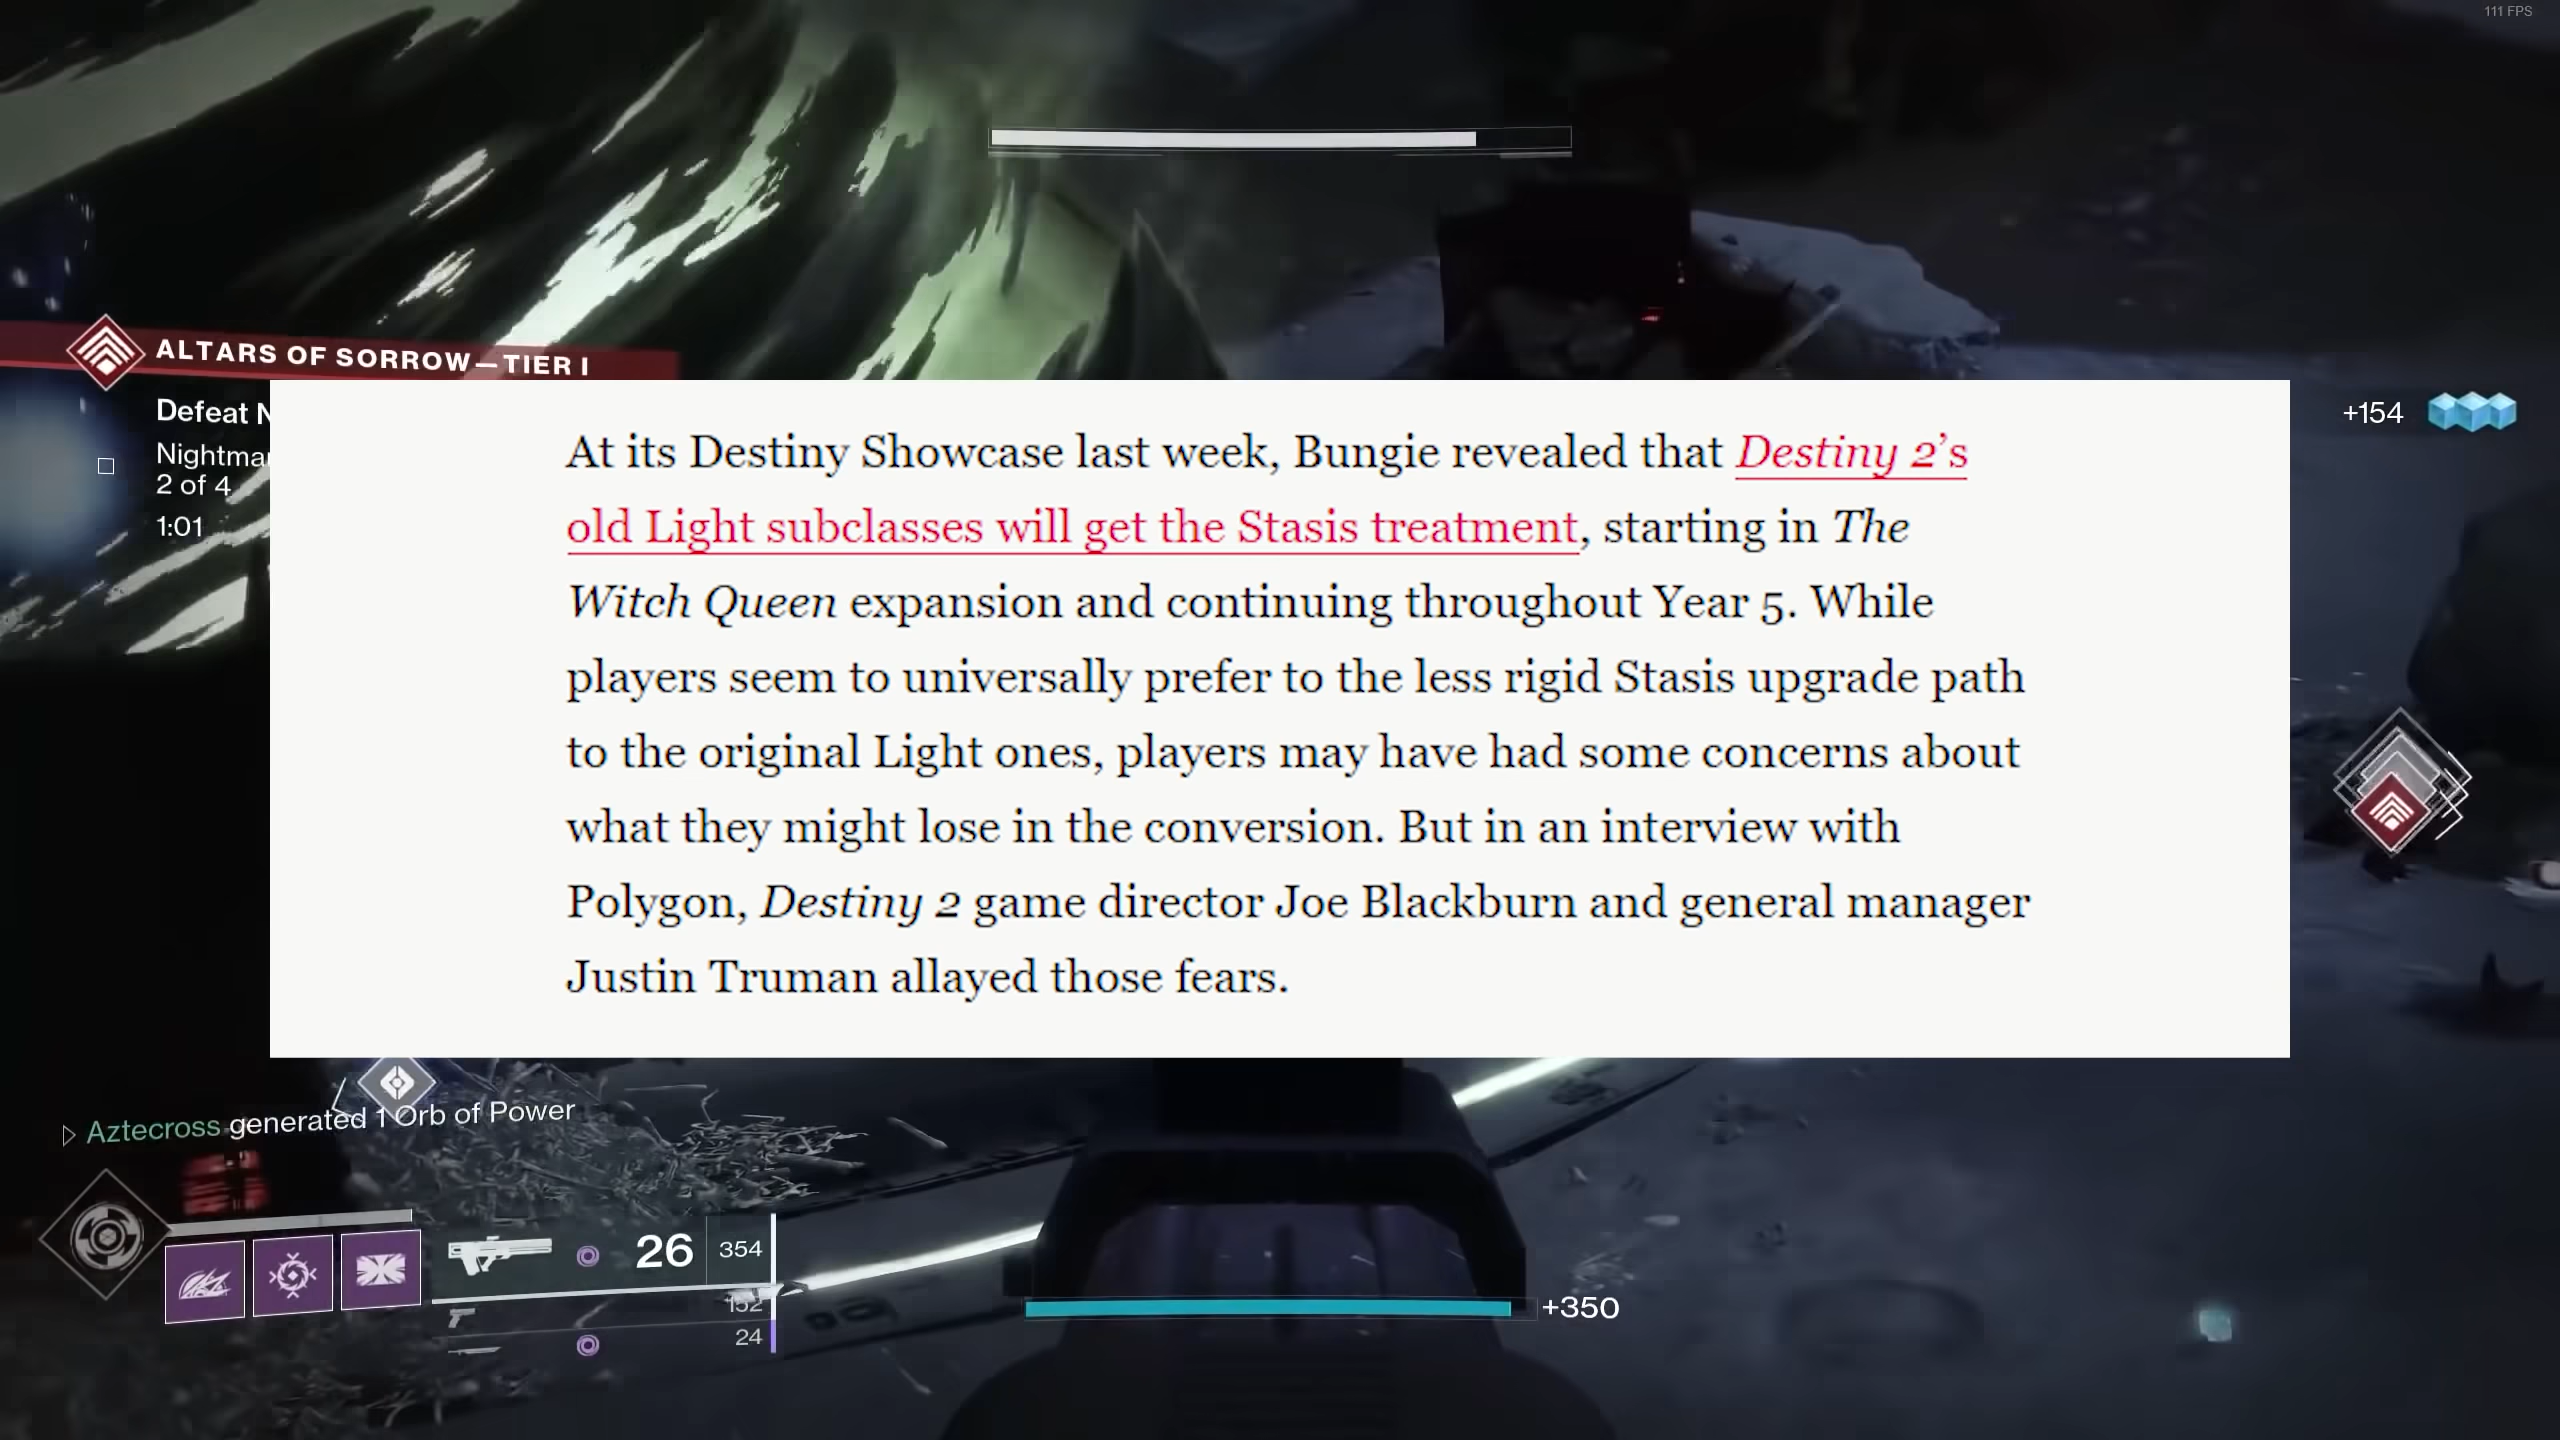 111 FPS
ALTARS OF SORROW—TIER I
Defeat
2 of 4
1:01
+154
At its Destiny Showcase last week, Bungie revealed that Destiny 2’s
old Light subclasses will get the Stasis treatment, starting in The
Witch Queen expansion and continuing throughout Year 5. While
players seem to universally prefer to the less rigid Stasis upgrade path
to the original Light ones, players may have had some concerns about
what they might lose in the conversion. But in an interview with
Polygon, Destiny 2 game director Joe Blackburn and general manager
Justin Truman allayed those fears.
Aztecross generated 1 Orb of Power
26 354
152
24
+350